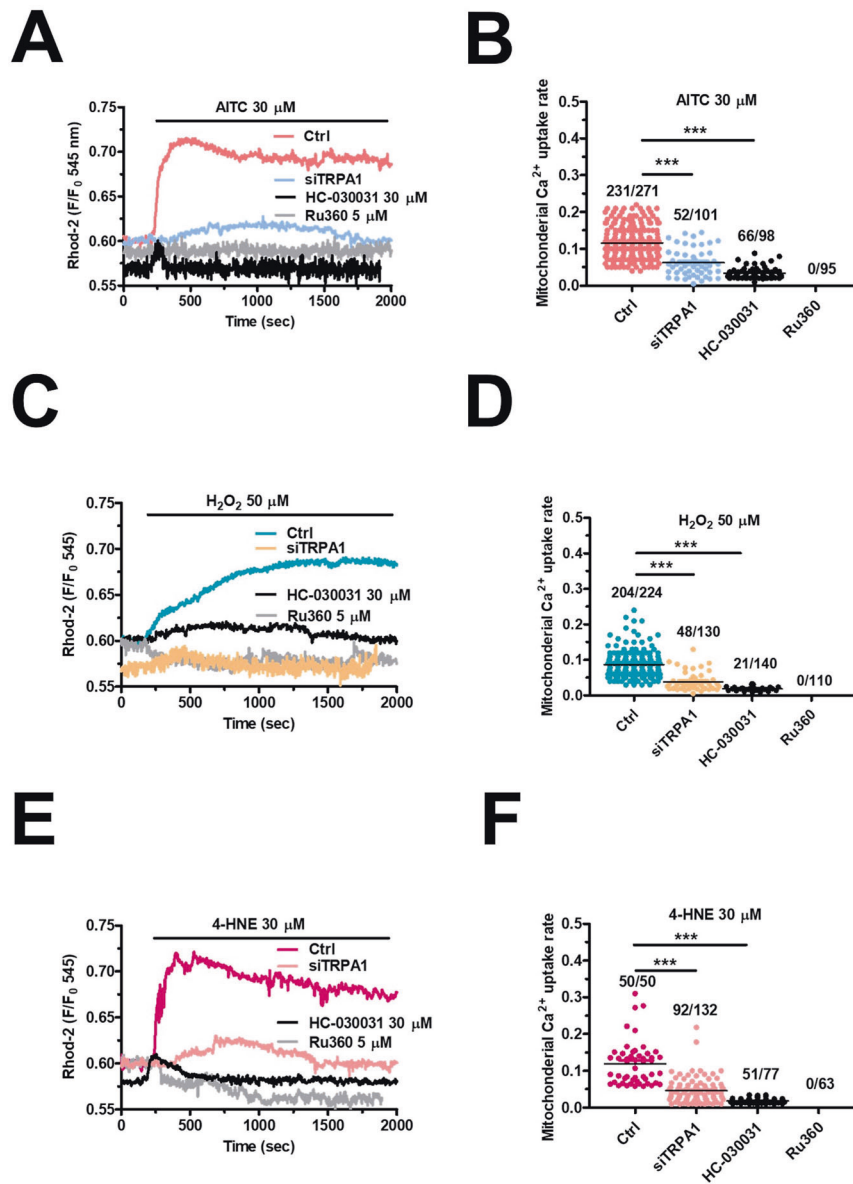 A
AITC 30 µM
Ctrl
siTRPA1
HC-030031 30 µM
Ru360 5 µM
Rhod-2 (F/F0 545 nm)
0.75
0.70
0.60
0.55
0 500 1000 1500 2000
Time (sec)
B
AITC 30 µM
***
***
231/271
52/101
66/98
0/95
Mitochonderial Ca2+ uptake rate
0.5
0.4
0.3
0.2
0.1
0.0
Ctrl
siTRPA1
HC-030031
Ru360
C
H2O2 50 µM
Ctrl
siTRPA1
HC-030031 30 µM
Ru360 5 µM
Rhod-2 (F/F0 545)
0.75
0.70
0.60
0.55
0 500 1000 1500 2000
Time (sec)
D
H2O2 50 µM
***
***
204/224
48/130
21/140
0/110
Mitochonderial Ca2+ uptake rate
0.5
0.4
0.3
0.2
0.1
0.0
Ctrl
siTRPA1
HC-030031
Ru360
E
4-HNE 30 µM
Ctrl
siTRPA1
HC-030031 30 µM
Ru360 5 µM
Rhod-2 (F/F0 545)
0.75
0.70
0.60
0.55
0 500 1000 1500 2000
Time (sec)
F
4-HNE 30 µM
***
***
50/50
92/132
51/77
0/63
Mitochonderial Ca2+ uptake rate
0.5
0.4
0.3
0.2
0.1
0.0
Ctrl
siTRPA1
HC-030031
Ru360